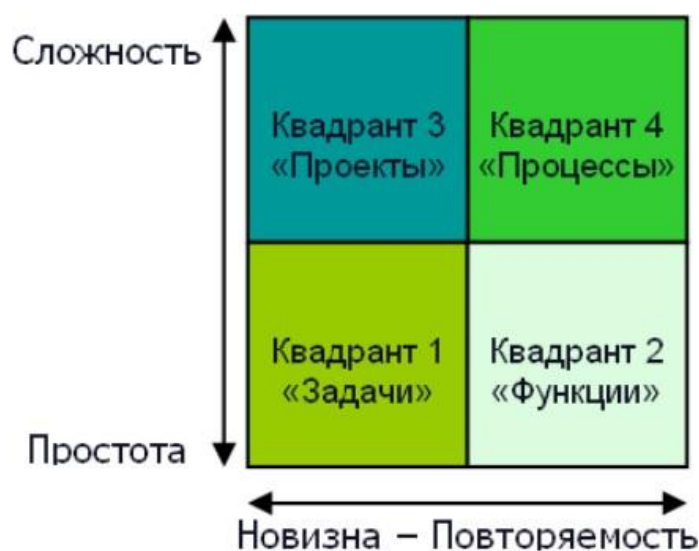 Сложность
Квадрант 3
«Проекты»
Квадрант 4
«Процессы»
Квадрант 1
«Задачи»
Квадрант 2
«Функции»
Простота
Новизна – Повторяемость